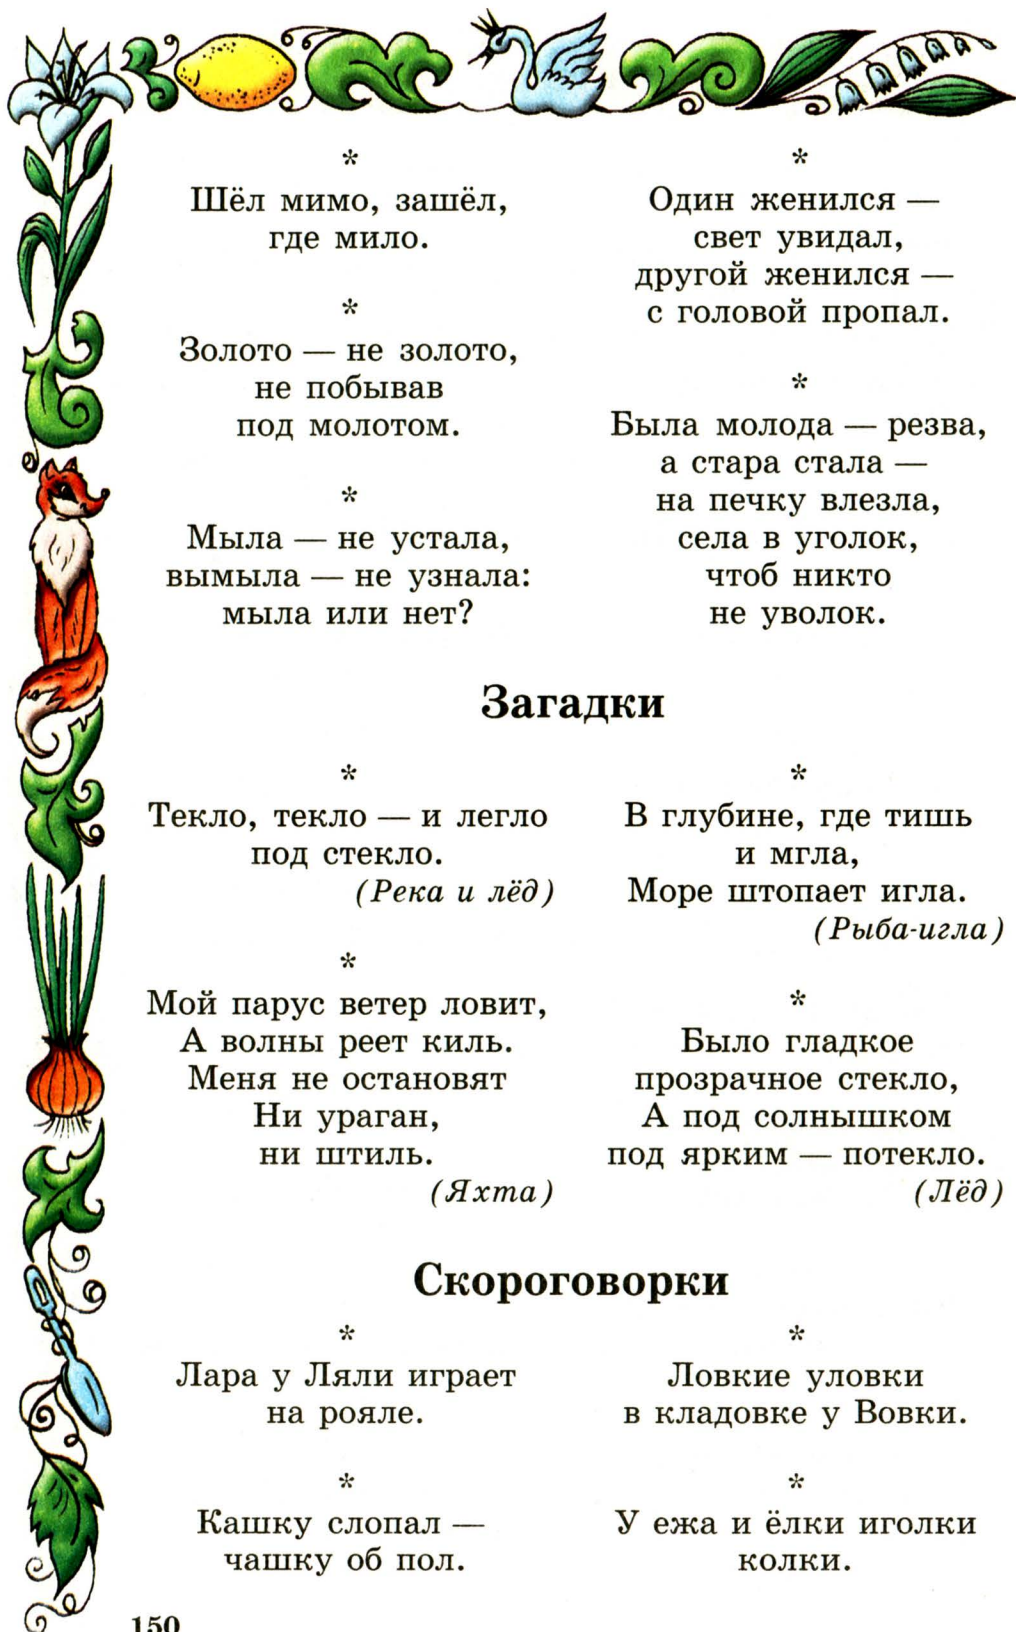 *
Шёл мимо, зашёл,
где мило.
*
Золото — не золото,
не побывав
под молотом.
*
Мыла — не устала,
вымыла — не узнала:
мыла или нет?
*
Один женился —
свет увидал,
другой женился —
с головой пропал.
*
Была молода — резва,
а стара стала —
на печку влезла,
села в уголок,
чтоб никто
не уволок.
Загадки
*
Текло, текло — и легло
под стекло.
(Река и лёд)
*
Мой парус ветер ловит,
А волны реет киль.
Меня не остановят
Ни ураган,
ни штиль.
(Яхта)
*
В глубине, где тишь
и мгла,
Море штопает игла.
(Рыба-игла)
*
Было гладкое
прозрачное стекло,
А под солнышком
под ярким — потекло.
(Лёд)
Скороговорки
*
Лара у Ляли играет
на рояле.
*
Кашку слопал —
чашку об пол.
*
Ловкие уловки
в кладовке у Вовки.
*
У ежа и ёлки иголки
колки.
150